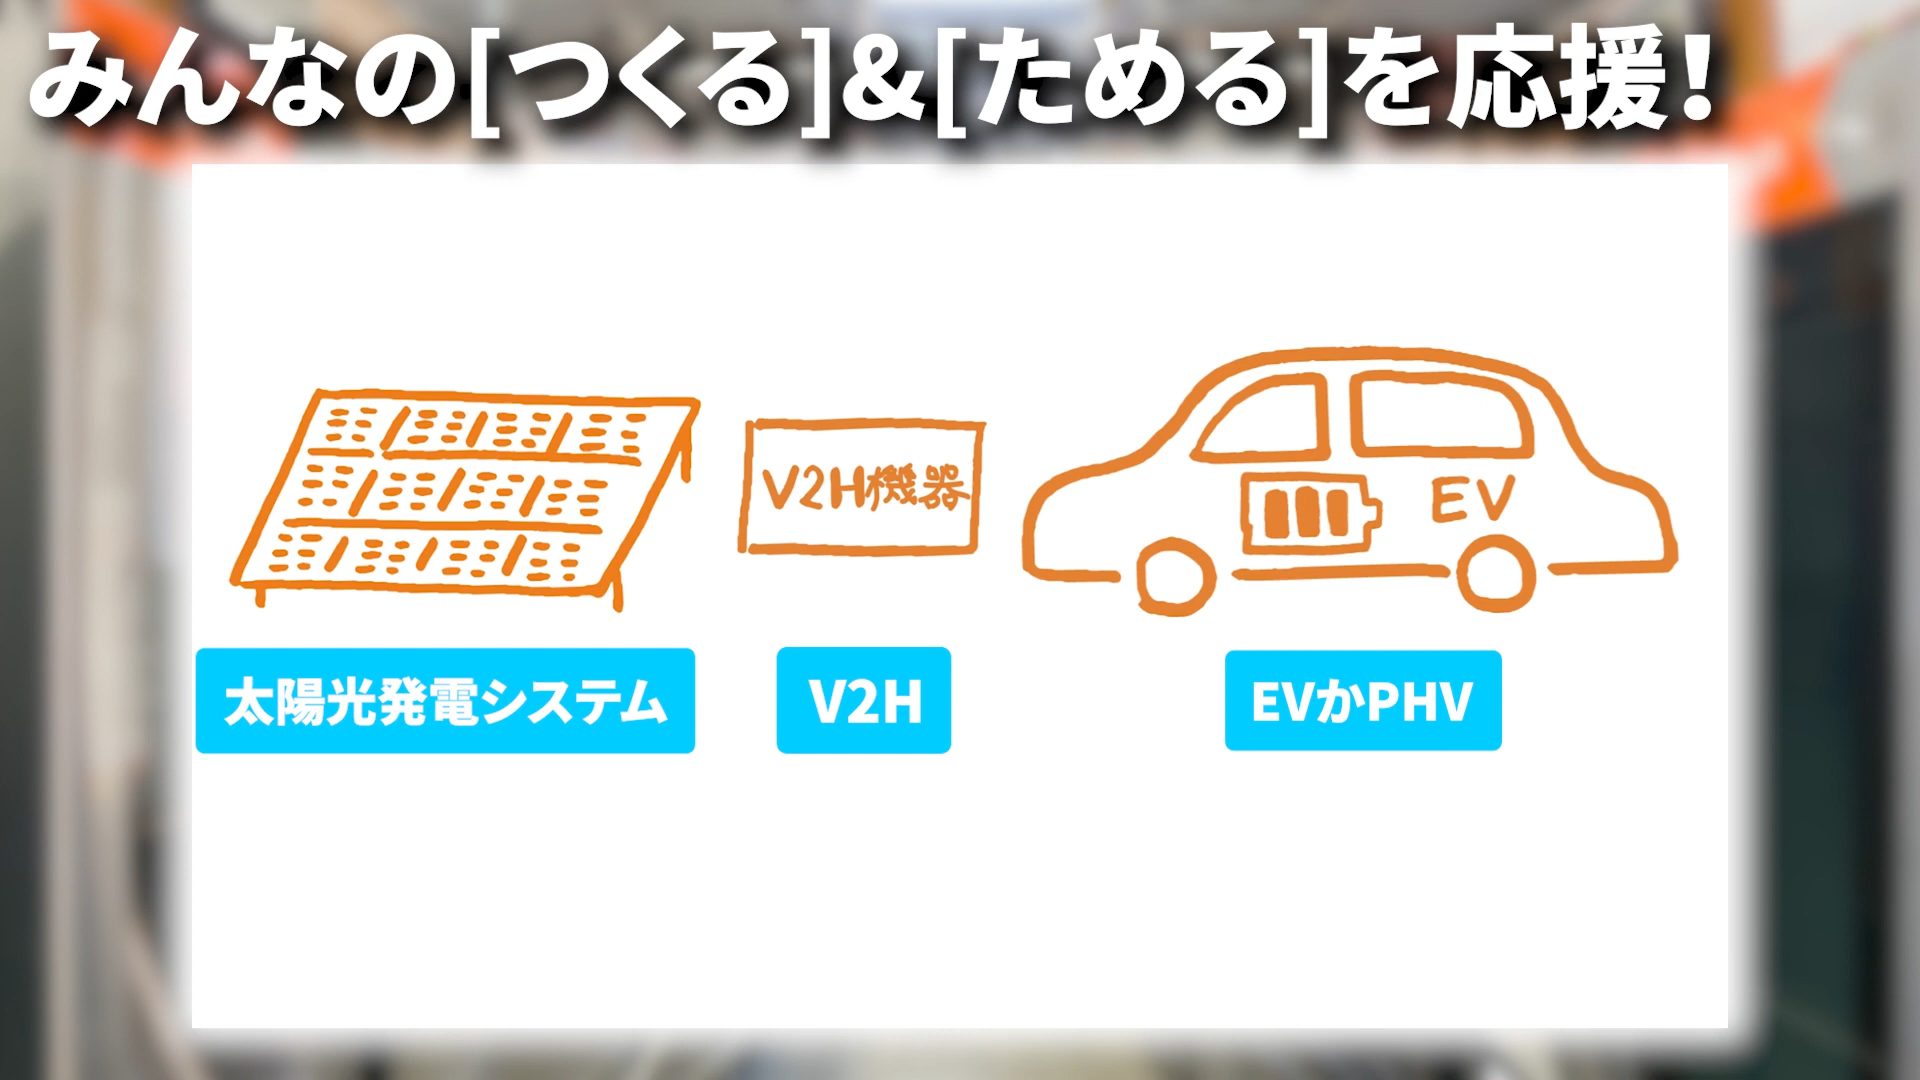 みんなの[つくる]&[ためる]を応援!
V2H機器
EV
太陽光発電システム
V2H
EVかPHV